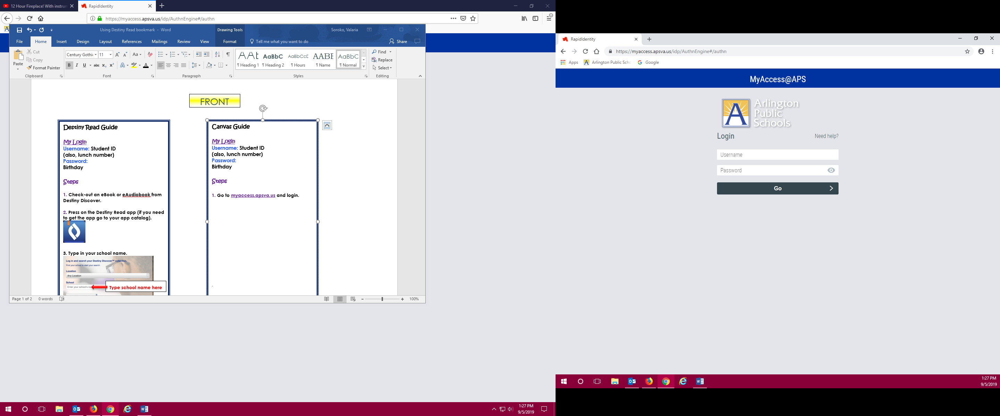 12 Hour Fireplace! With instrum
RapidIdentity
https://myaccess.apsva.us/idp/AuthnEngine#/authn
Using Destiny Read bookmark - Word
Drawing Tools
Soroko, Valaria
File Home Insert Design Layout References Mailings Review View Format Tell me what you want to do Share
Paste
Cut
Copy
Format Painter
Clipboard
Century Gothi 11
Font
Paragraph
AaBbC AaBbCcD AABB AaBbC
¶ Heading 1 ¶ Heading 2 ¶ Hours ¶ Name ¶ Normal
Styles
Find
Replace
Select
Editing
FRONT
Destiny Read Guide
My Login
Username: Student ID
(also, lunch number)
Password:
Birthday
Steps
1. Check-out an eBook or eAudiobook from
Destiny Discover.
2. Press on the Destiny Read app (if you need
to get the app go to your app catalog).
3. Type in your school name.
Log in and search your Destiny Discover™ collection.
Find your school to start your search.
Location
Any Location
School
Enter your school's na
Type school name here
Canvas Guide
My Login
Username: Student ID
(also, lunch number)
Password:
Birthday
Steps
1. Go to myaccess.apsva.us and login.
.
Page 1 of 2 0 words
100%
1:27 PM
9/5/2019
RapidIdentity
https://myaccess.apsva.us/idp/AuthnEngine#/authn
Apps Arlington Public Scho Google
MyAccess@APS
A Arlington
Public
Schools
Login Need help?
Username
Password
Go
1:27 PM
9/5/2019